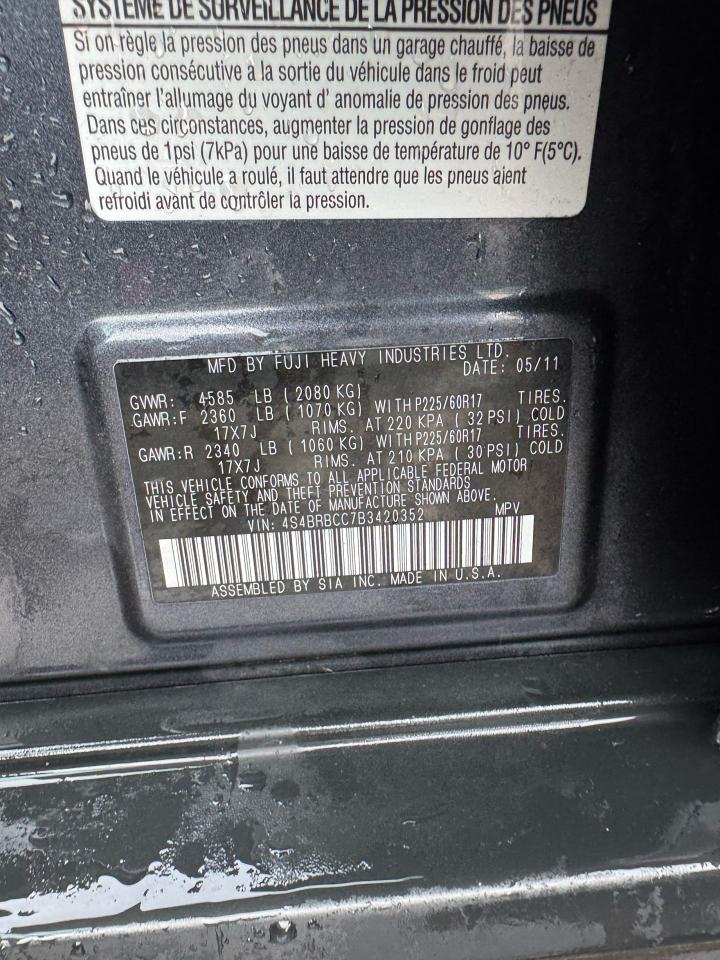 SYSTÈME DE SURVEILLANCE DE LA PRESSION DES PNEUS
Si on règle la pression des pneus dans un garage chauffé, la baisse de
pression consécutive à la sortie du véhicule dans le froid peut
entraîner l'allumage du voyant d' anomalie de pression des pneus.
Dans ces circonstances, augmenter la pression de gonflage des
pneus de 1psi (7kPa) pour une baisse de température de 10° F(5°C).
Quand le véhicule a roulé, il faut attendre que les pneus aient
refroidi avant de contrôler la pression.
MFD BY FUJI HEAVY INDUSTRIES LTD.
DATE: 05/11
GVWR: 4585 LB ( 2080 KG)
GAWR:F 2360 LB ( 1070 KG) WITH P225/60R17 TIRES.
17X7J RIMS. AT 220 KPA ( 32 PSI) COLD
GAWR:R 2340 LB ( 1060 KG) WITH P225/60R17 TIRES.
17X7J RIMS. AT 210 KPA ( 30 PSI) COLD
THIS VEHICLE CONFORMS TO ALL APPLICABLE FEDERAL MOTOR
VEHICLE SAFETY AND THEFT PREVENTION STANDARDS
IN EFFECT ON THE DATE OF MANUFACTURE SHOWN ABOVE.
VIN: 4S4BRBCC7B3420352 MPV
ASSEMBLED BY SIA INC. MADE IN U.S.A.